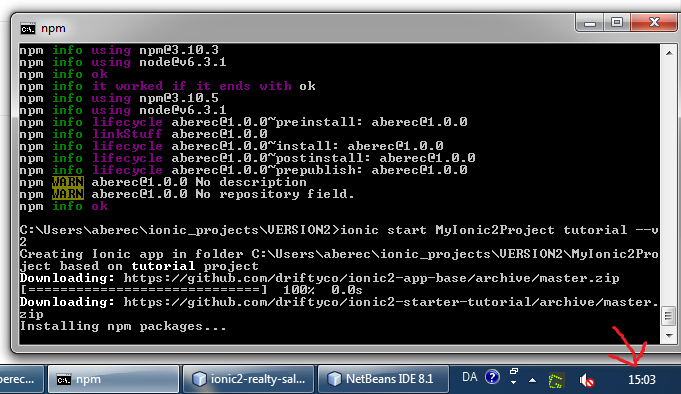 npm
npm info using npm@3.10.3
npm info using node@v6.3.1
npm info ok
npm info it worked if it ends with ok
npm info using npm@3.10.5
npm info using node@v6.3.1
npm info lifecycle aberec@1.0.0~preinstall: aberec@1.0.0
npm info linkStuff aberec@1.0.0
npm info lifecycle aberec@1.0.0~install: aberec@1.0.0
npm info lifecycle aberec@1.0.0~postinstall: aberec@1.0.0
npm info lifecycle aberec@1.0.0~prepublish: aberec@1.0.0
npm WARN aberec@1.0.0 No description
npm WARN aberec@1.0.0 No repository field.
npm info ok
C:\Users\aberec\ionic_projects\VERSION2>ionic start MyIonic2Project tutorial --v
2
Creating Ionic app in folder C:\Users\aberec\ionic_projects\VERSION2\MyIonic2Pro
ject based on tutorial project
Downloading: https://github.com/driftyco/ionic2-app-base/archive/master.zip
[=============================] 100% 0.0s
Downloading: https://github.com/driftyco/ionic2-starter-tutorial/archive/master.
zip
Installing npm packages...
berec... npm ionic2-realty-sal... NetBeans IDE 8.1 DA 15:03